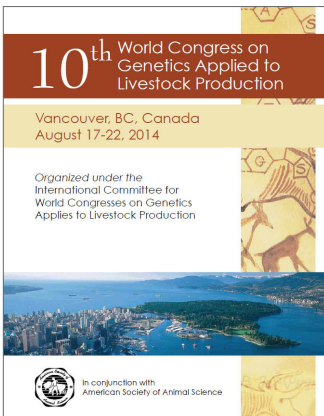 10th World Congress on
Genetics Applied to
Livestock Production
Vancouver, BC, Canada
August 17-22, 2014
Organized under the
International Committee for
World Congresses on Genetics
Applies to Livestock Production
In conjunction with
American Society of Animal Science